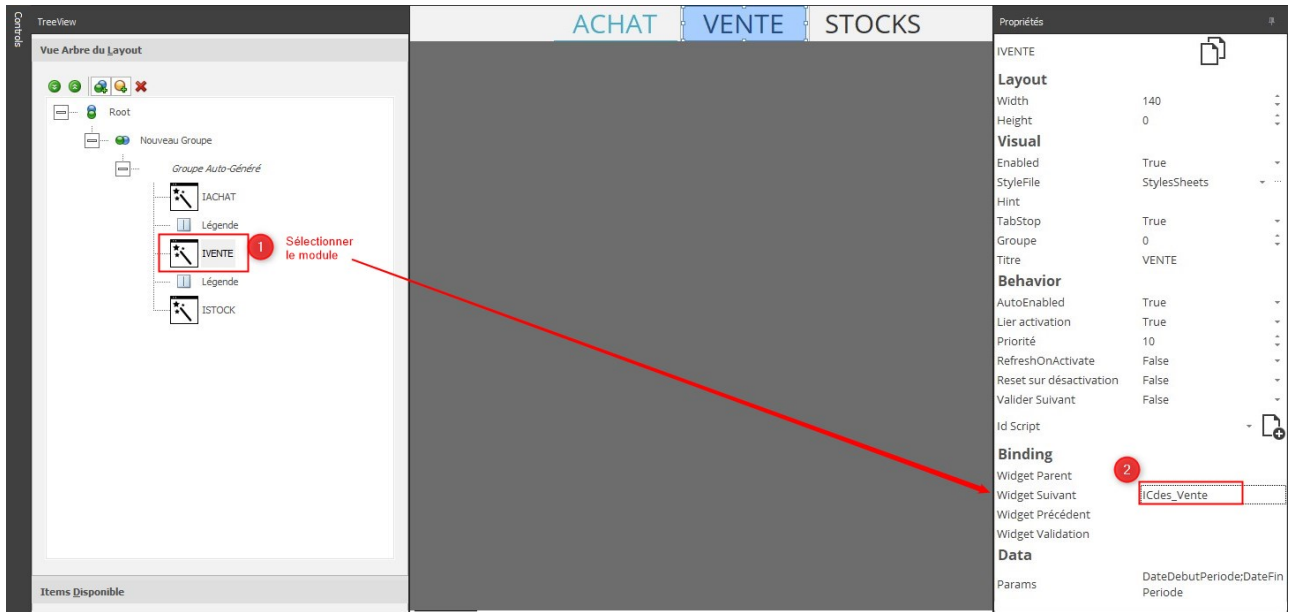 Controls
TreeView
Vue Arbre du Layout
Root
Nouveau Groupe
Groupe Auto-Généré
IACHAT
Légende
IVENTE
1
Sélectionner
le module
Légende
ISTOCK
Items Disponible
ACHAT VENTE STOCKS
Propriétés
IVENTE
Layout
Width 140
Height 0
Visual
Enabled True
StyleFile StylesSheets ...
Hint
TabStop True
Groupe 0
Titre VENTE
Behavior
AutoEnabled True
Lier activation True
Priorité 10
RefreshOnActivate False
Reset sur désactivation False
Valider Suivant False
Id Script
Binding
Widget Parent 2
Widget Suivant ICdes_Vente
Widget Précédent
Widget Validation
Data
Params DateDebutPeriode;DateFin
Periode